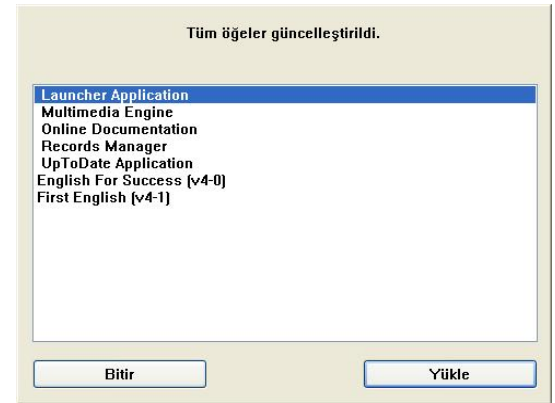 Tüm öğeler güncelleştirildi.
Launcher Application
Multimedia Engine
Online Documentation
Records Manager
UpToDate Application
English For Success (v4-0)
First English (v4-1)
Bitir
Yükle